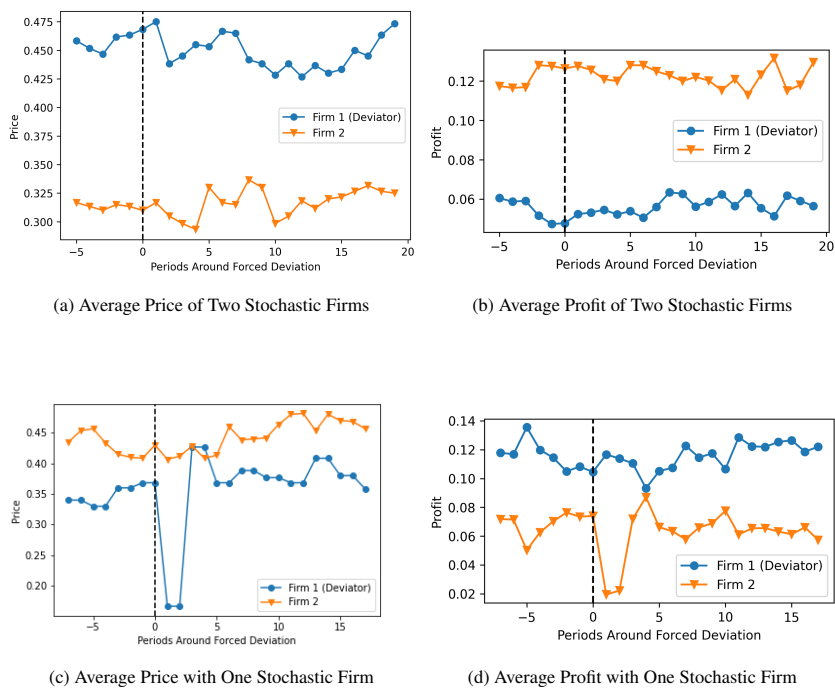 0.475
0.450
0.425
0.400
0.375
0.350
0.325
0.300
Price
Firm 1 (Deviator)
Firm 2
−5 0 5 10 15 20
Periods Around Forced Deviation
(a) Average Price of Two Stochastic Firms
0.12
0.10
0.08
0.06
Profit
Firm 1 (Deviator)
Firm 2
−5 0 5 10 15 20
Periods Around Forced Deviation
(b) Average Profit of Two Stochastic Firms
0.45
0.40
0.35
0.30
0.25
0.20
Price
Firm 1 (Deviator)
Firm 2
−5 0 5 10 15
Periods Around Forced Deviation
(c) Average Price with One Stochastic Firm
0.14
0.12
0.10
0.08
0.06
0.04
0.02
Profit
Firm 1 (Deviator)
Firm 2
−5 0 5 10 15
Periods Around Forced Deviation
(d) Average Profit with One Stochastic Firm